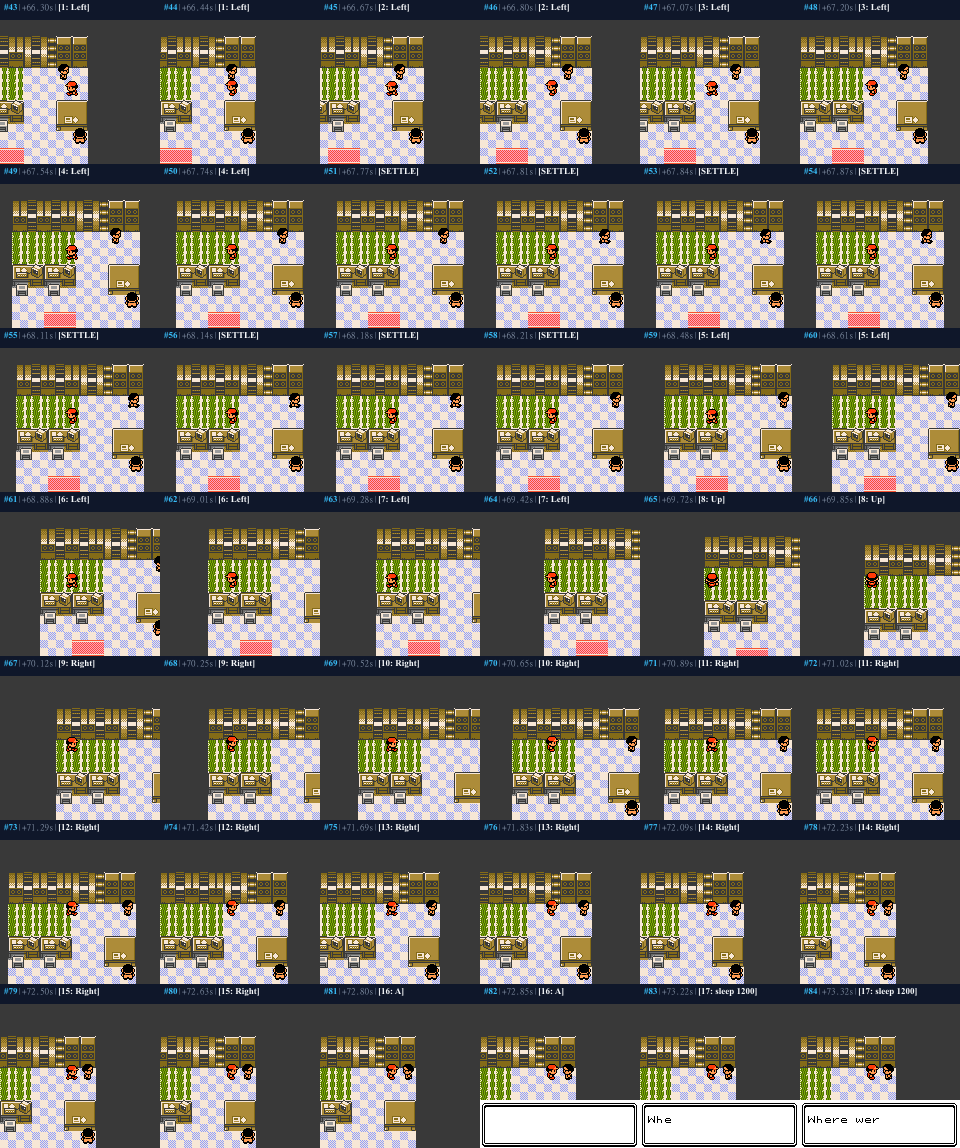 #43|+66.30s|[1: Left] #44|+66.44s|[1: Left] #45|+66.67s|[2: Left] #46|+66.80s|[2: Left] #47|+67.07s|[3: Left] #48|+67.20s|[3: Left]
#49|+67.54s|[4: Left] #50|+67.74s|[4: Left] #51|+67.77s|[SETTLE] #52|+67.81s|[SETTLE] #53|+67.84s|[SETTLE] #54|+67.87s|[SETTLE]
#55|+68.11s|[SETTLE] #56|+68.14s|[SETTLE] #57|+68.18s|[SETTLE] #58|+68.21s|[SETTLE] #59|+68.48s|[5: Left] #60|+68.61s|[5: Left]
#61|+68.88s|[6: Left] #62|+69.01s|[6: Left] #63|+69.28s|[7: Left] #64|+69.42s|[7: Left] #65|+69.72s|[8: Up] #66|+69.85s|[8: Up]
#67|+70.12s|[9: Right] #68|+70.25s|[9: Right] #69|+70.52s|[10: Right] #70|+70.65s|[10: Right] #71|+70.89s|[11: Right] #72|+71.02s|[11: Right]
#73|+71.29s|[12: Right] #74|+71.42s|[12: Right] #75|+71.69s|[13: Right] #76|+71.83s|[13: Right] #77|+72.09s|[14: Right] #78|+72.23s|[14: Right]
#79|+72.50s|[15: Right] #80|+72.63s|[15: Right] #81|+72.80s|[16: A] #82|+72.85s|[16: A] #83|+73.22s|[17: sleep 1200] #84|+73.32s|[17: sleep 1200]
Whe
Where wer